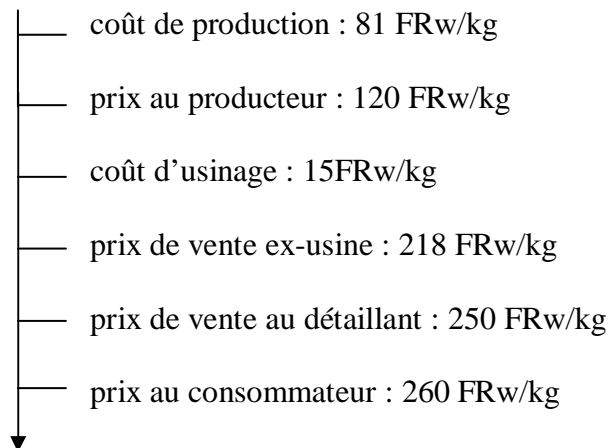 coût de production : 81 FRw/kg
prix au producteur : 120 FRw/kg
coût d'usinage : 15FRw/kg
prix de vente ex-usine : 218 FRw/kg
prix de vente au détaillant : 250 FRw/kg
prix au consommateur : 260 FRw/kg